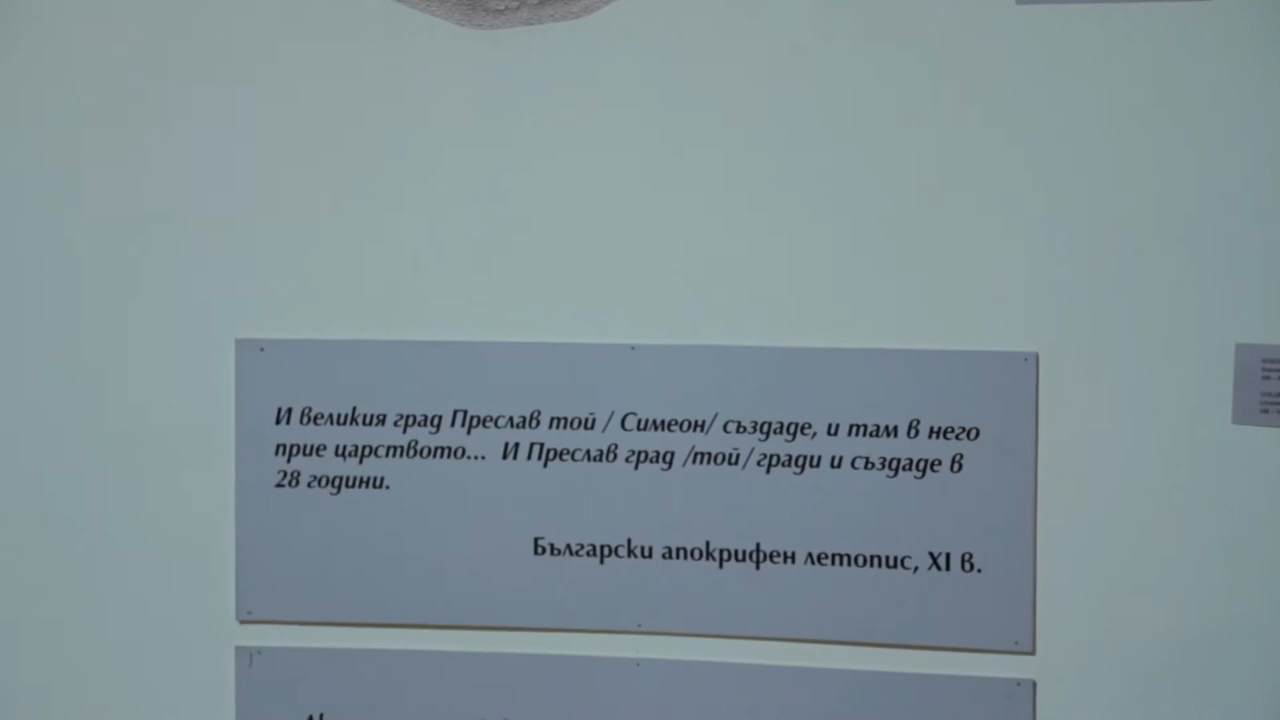 И великия град Преслав той / Симеон/ създаде, и там в него
прие царството... И Преслав град /той/ гради и създаде в
28 години.
Български апокрифен летопис, XI в.